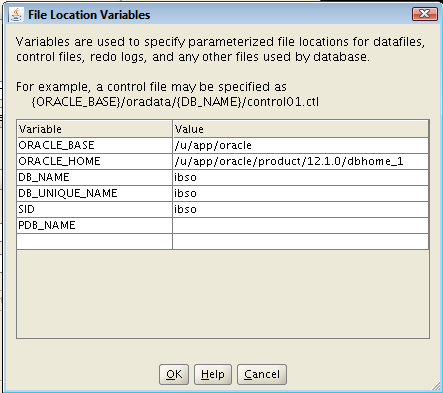 File Location Variables
Variables are used to specify parameterized file locations for datafiles,
control files, redo logs, and any other files used by database.
For example, a control file may be specified as
{ORACLE_BASE}/oradata/{DB_NAME}/control01.ctl
Variable Value
ORACLE_BASE /u/app/oracle
ORACLE_HOME /u/app/oracle/product/12.1.0/dbhome_1
DB_NAME ibso
DB_UNIQUE_NAME ibso
SID ibso
PDB_NAME
OK Help Cancel